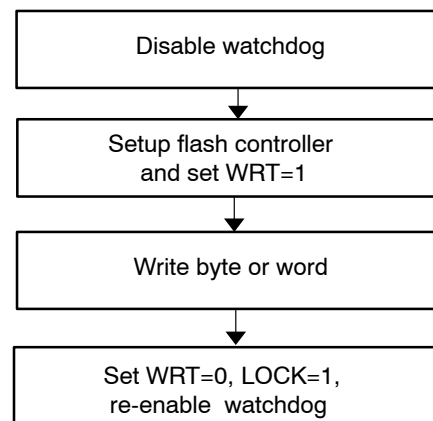 Disable watchdog
Setup flash controller
and set WRT=1
Write byte or word
Set WRT=0, LOCK=1,
re-enable watchdog